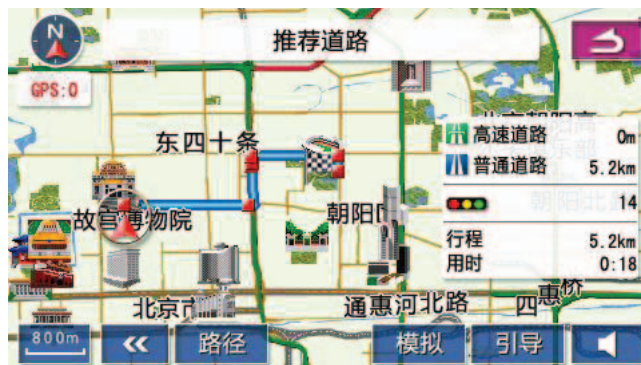 N
推荐道路
GPS:0
高速道路 0m
普通道路 5.2km
东四十条
14
故宫博物院
朝阳门
行程 5.2km
用时 0:18
北京市
通惠河北路
四惠桥
800m
<<
路径
模拟
引导